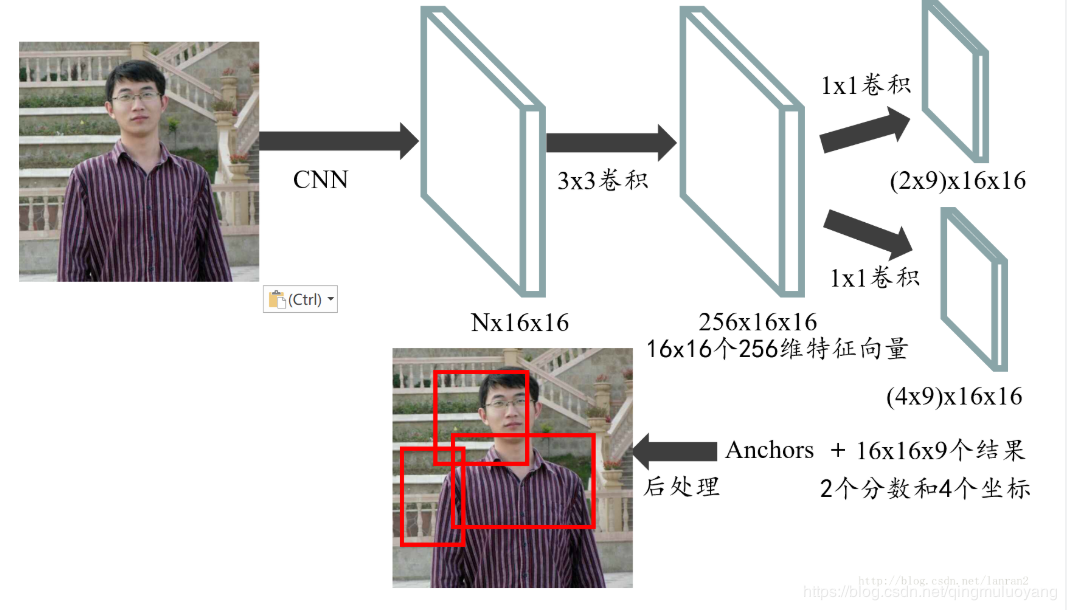 CNN
3x3卷积
1x1卷积
(2x9)x16x16
1x1卷积
(Ctrl)
Nx16x16
256x16x16
16x16个256维特征向量
(4x9)x16x16
Anchors + 16x16x9个结果
后处理
2个分数和4个坐标
http://blog.csdn.net/lanran2
https://blog.csdn.net/qingmuluoyang